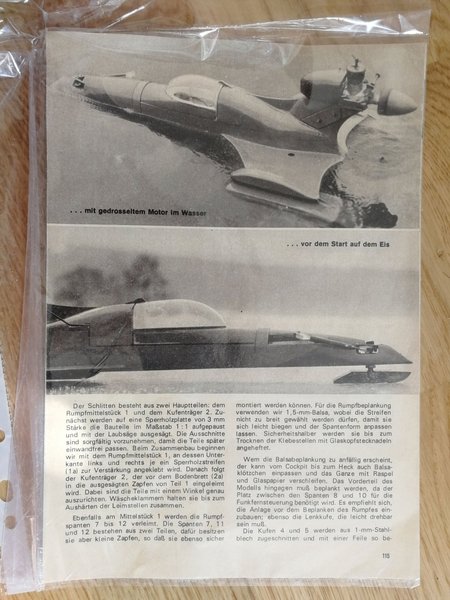 . . . mit gedrosseltem Motor im Wasser
. . . vor dem Start auf dem Eis
Der Schlitten besteht aus zwei Hauptteilen: dem
Rumpfmittelstück 1 und dem Kufenträger 2. Zu-
nächst werden auf eine Sperrholzplatte von 3 mm
Stärke die Bauteile im Maßstab 1 : 1 aufgepaust
und mit der Laubsäge ausgesägt. Die Ausschnitte
sind sorgfältig vorzunehmen, damit die Teile später
einwandfrei passen. Beim Zusammenbau beginnen
wir mit dem Rumpfmittelstück 1, an dessen Unter-
kante links und rechts je ein Sperrholzstreifen
(1a) zur Verstärkung angeklebt wird. Danach folgt
der Kufenträger 2, der vor dem Bodenbrett (2a)
in die ausgesägten Zapfen von Teil 1 eingefeimt
wird. Dabei sind die Teile mit einem Winkel genau
auszurichten. Wäschaklammern halten sie bis zum
Aushärten der Leimstellen zusammen.
Ebenfalls am Mittelstück 1 werden die Rumpf-
spanten 7 bis 12 verleimt. Die Spanten 7, 11
und 12 bestehen aus zwei Teilen, dafür besitzen
sie aber kleine Zapfen, so daß sie ebenso sicher
montiert werden können. Für die Rumpfbeplankung
verwenden wir 1,5-mm-Balsa, wobei die Streifen
nicht zu breit gewählt werden dürfen, damit sie
sich leicht biegen und der Spantenform anpassen
lassen. Sicherheitshalber werden sie bis zum
Trocknen der Klebestellen mit Glaskopfstecknadeln
angeheftet.
Wem die Balsabeplankung zu anfällig erscheint,
der kann vom Cockpit bis zum Heck auch Balsa-
klötzchen einpassen und das Ganze mit Raspel
und Glaspapier verschleifen. Das Vorderteil des
Modells hingegen muß beplankt werden, da der
Platz zwischen den Spanten 8 und 10 für die
Funkfernsteuerung benötigt wird. Es empfiehlt sich,
die Anlage vor dem Beplanken des Rumpfes einzu-
bauen; ebenso die Lenkkufe, die leicht drehbar
sein muß.
Die Kufen 4 und 5 werden aus 1-mm-Stahl-
blech zugeschnitten und mit einer Feile so be-
115